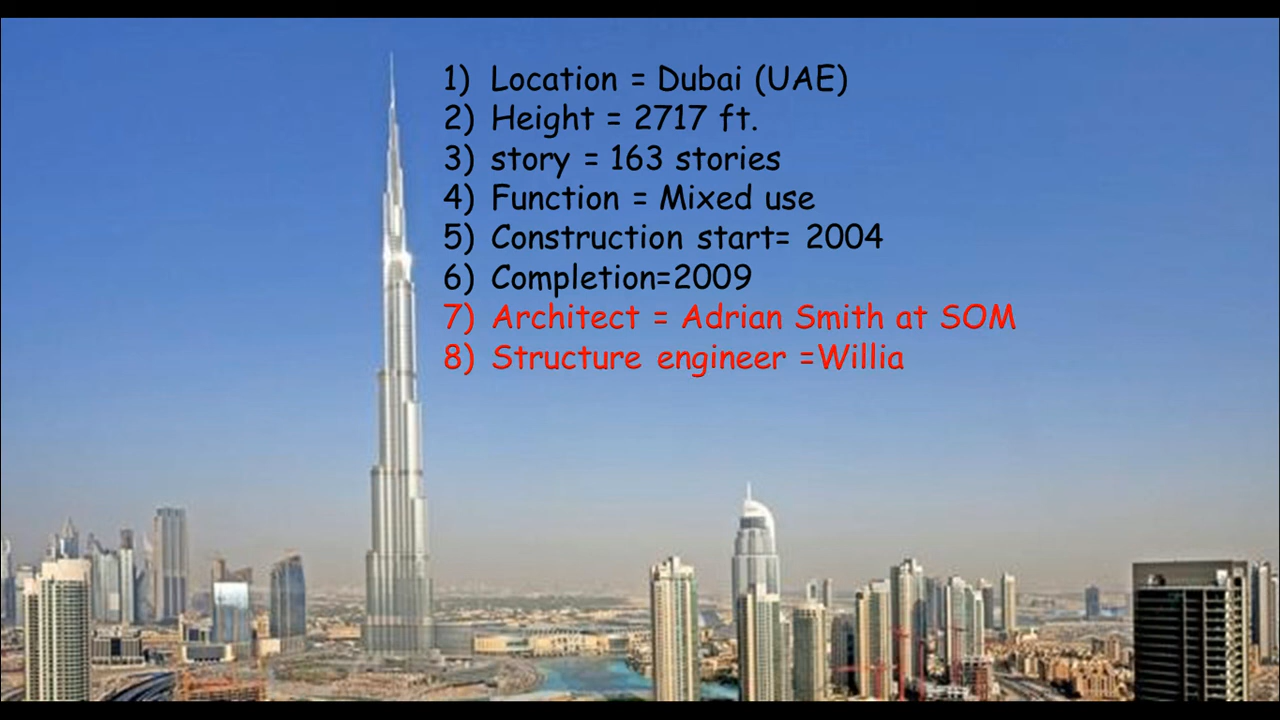 1) Location = Dubai (UAE)
2) Height = 2717 ft.
3) story = 163 stories
4) Function = Mixed use
5) Construction start= 2004
6) Completion=2009
7) Architect = Adrian Smith at SOM
8) Structure engineer =Willia